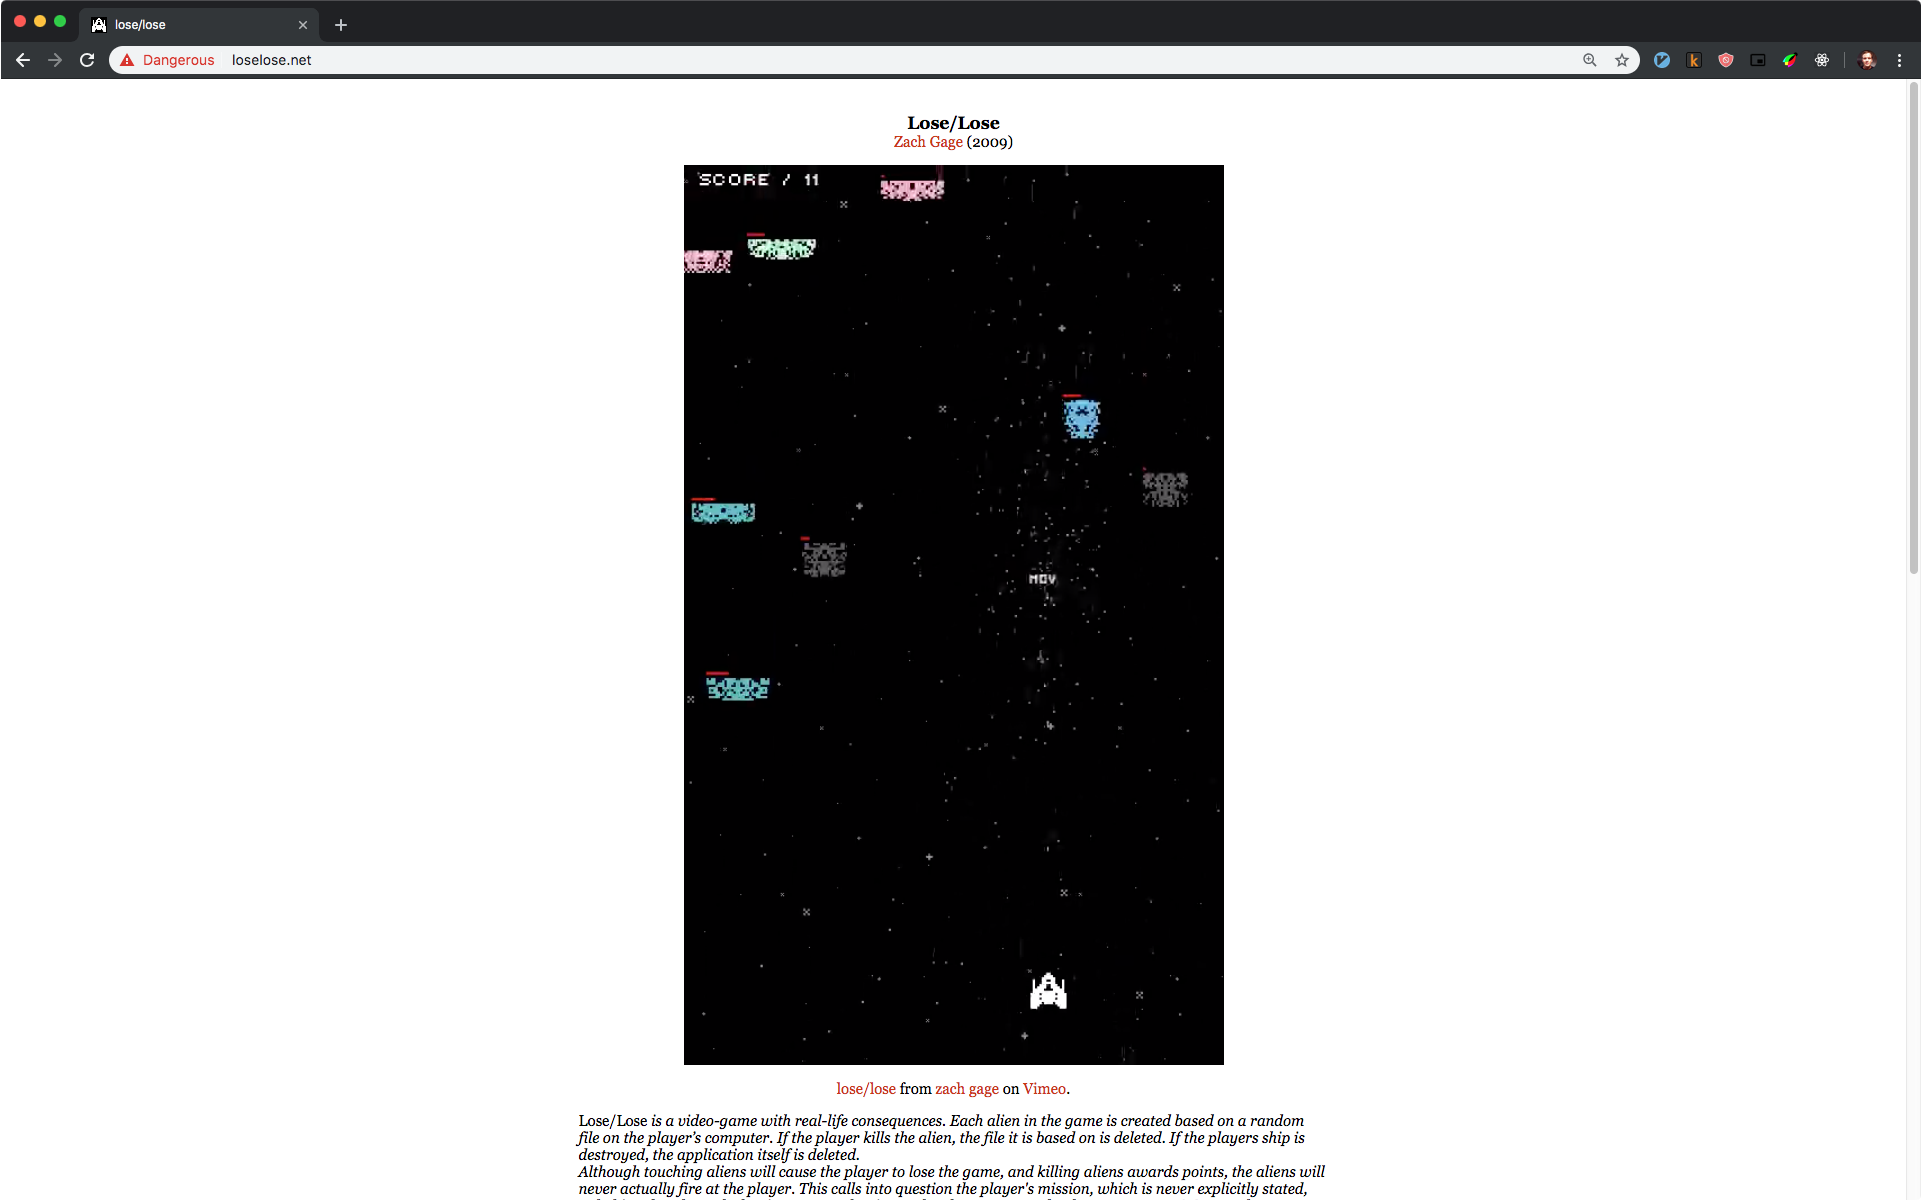 lose/lose
Dangerous loselose.net
k
Lose/Lose
Zach Gage (2009)
SCORE / 11
MOV
lose/lose from zach gage on Vimeo.
Lose/Lose is a video-game with real-life consequences. Each alien in the game is created based on a random
file on the player's computer. If the player kills the alien, the file it is based on is deleted. If the players ship is
destroyed, the application itself is deleted.
Although touching aliens will cause the player to lose the game, and killing aliens awards points, the aliens will
never actually fire at the player. This calls into question the player's mission, which is never explicitly stated,